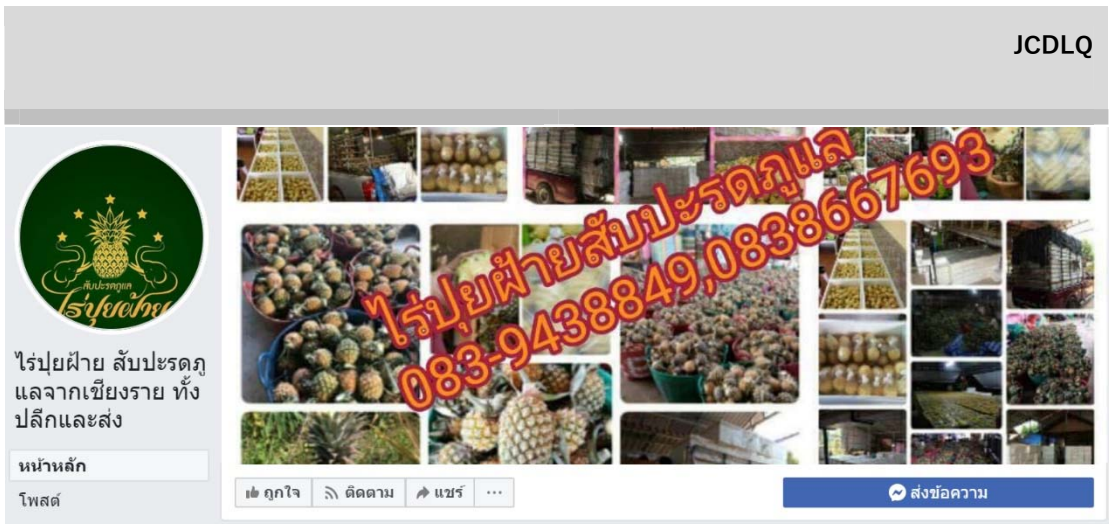 JCDLQ
ไร่ปุยฝ้ายสับปะรดภูแล
083-9438849,0838667693
สับปะรดภูแล
ไร่ปุยฝ้าย
ไร่ปุยฝ้าย สับปะรดภู
แลจากเชียงราย ทั้ง
ปลีกและส่ง
หน้าหลัก
โพสต์
ถูกใจ ติดตาม แชร์ ...
ส่งข้อความ